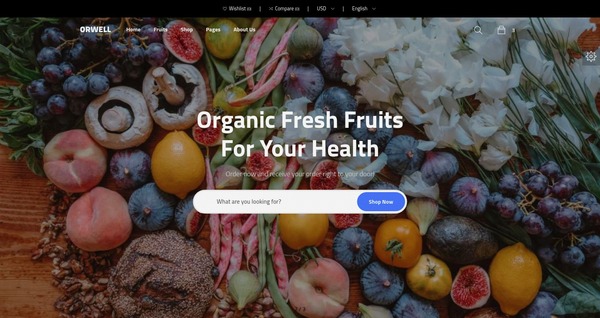 Wishlist (0) | Compare (0) | USD | English
ORWELL Home Fruits Shop Pages About Us 0
Organic Fresh Fruits
For Your Health
Order now and receive your order right to your door!
What are you looking for? Shop Now